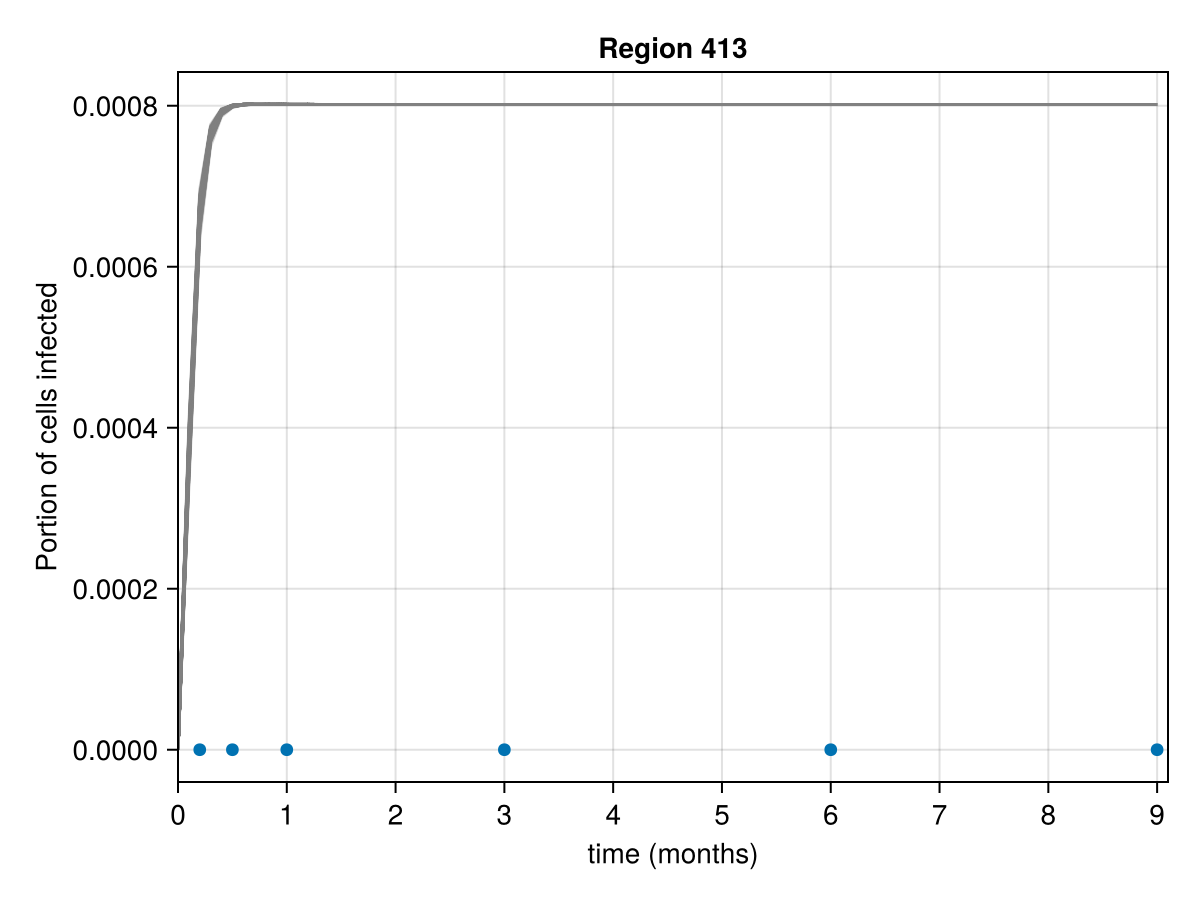 Region 413
Portion of cells infected
0.0008
0.0006
0.0004
0.0002
0.0000
0 1 2 3 4 5 6 7 8 9
time (months)